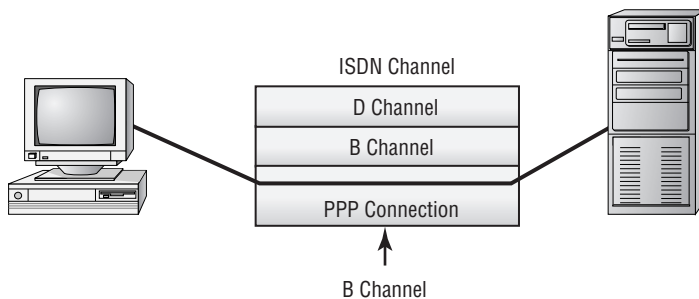 ISDN Channel
D Channel
B Channel
PPP Connection
B Channel